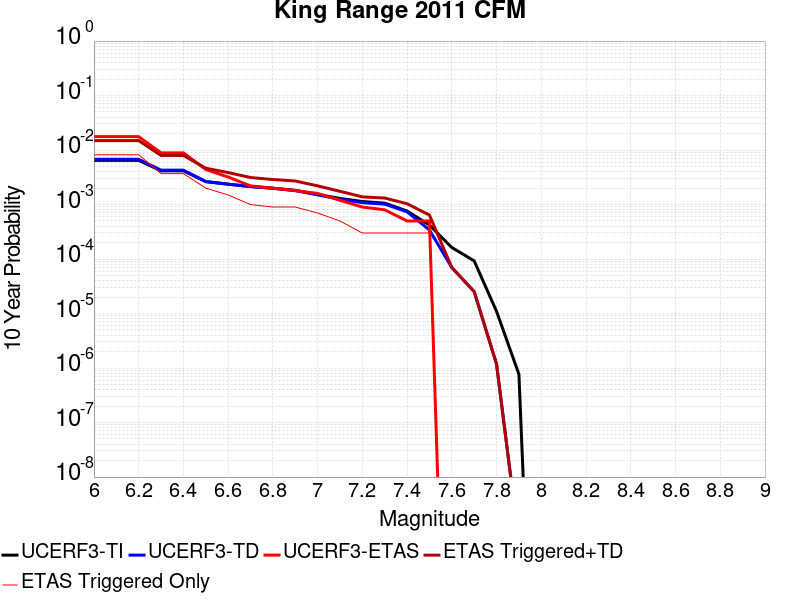 King Range 2011 CFM
10 0
10 -1
10 -2
10 -3
10 -4
10 -5
10 -6
10 -7
10 -8
10 Year Probability
6 6.2 6.4 6.6 6.8 7 7.2 7.4 7.6 7.8 8 8.2 8.4 8.6 8.8 9
Magnitude
UCERF3-TI UCERF3-TD UCERF3-ETAS ETAS Triggered+TD
ETAS Triggered Only